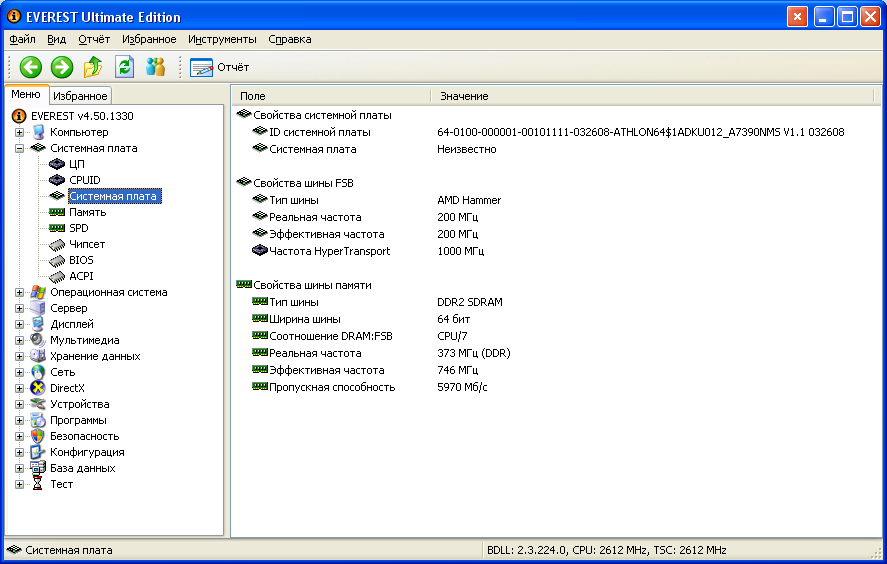 EVEREST Ultimate Edition
Файл Вид Отчёт Избранное Инструменты Справка
Отчёт
Меню Избранное
EVEREST v4.50.1330
Компьютер
Системная плата
ЦП
CPUID
Системная плата
Память
SPD
Чипсет
BIOS
ACPI
Операционная система
Сервер
Дисплей
Мультимедиа
Хранение данных
Сеть
DirectX
Устройства
Программы
Безопасность
Конфигурация
База данных
Тест
Поле Значение
Свойства системной платы
ID системной платы 64-0100-000001-00101111-032608-ATHLON64$1ADKU012_A7390NMS V1.1 032608
Системная плата Неизвестно
Свойства шины FSB
Тип шины AMD Hammer
Реальная частота 200 МГц
Эффективная частота 200 МГц
Частота HyperTransport 1000 МГц
Свойства шины памяти
Тип шины DDR2 SDRAM
Ширина шины 64 бит
Соотношение DRAM:FSB CPU/7
Реальная частота 373 МГц (DDR)
Эффективная частота 746 МГц
Пропускная способность 5970 Мб/с
Системная плата BDLL: 2.3.224.0, CPU: 2612 MHz, TSC: 2612 MHz